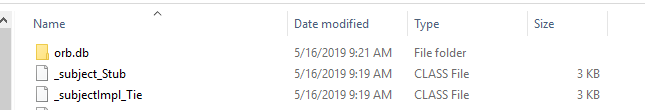 Name Date modified Type Size
orb.db 5/16/2019 9:21 AM File folder
_subject_Stub 5/16/2019 9:19 AM CLASS File 3 KB
_subjectImpl_Tie 5/16/2019 9:19 AM CLASS File 3 KB